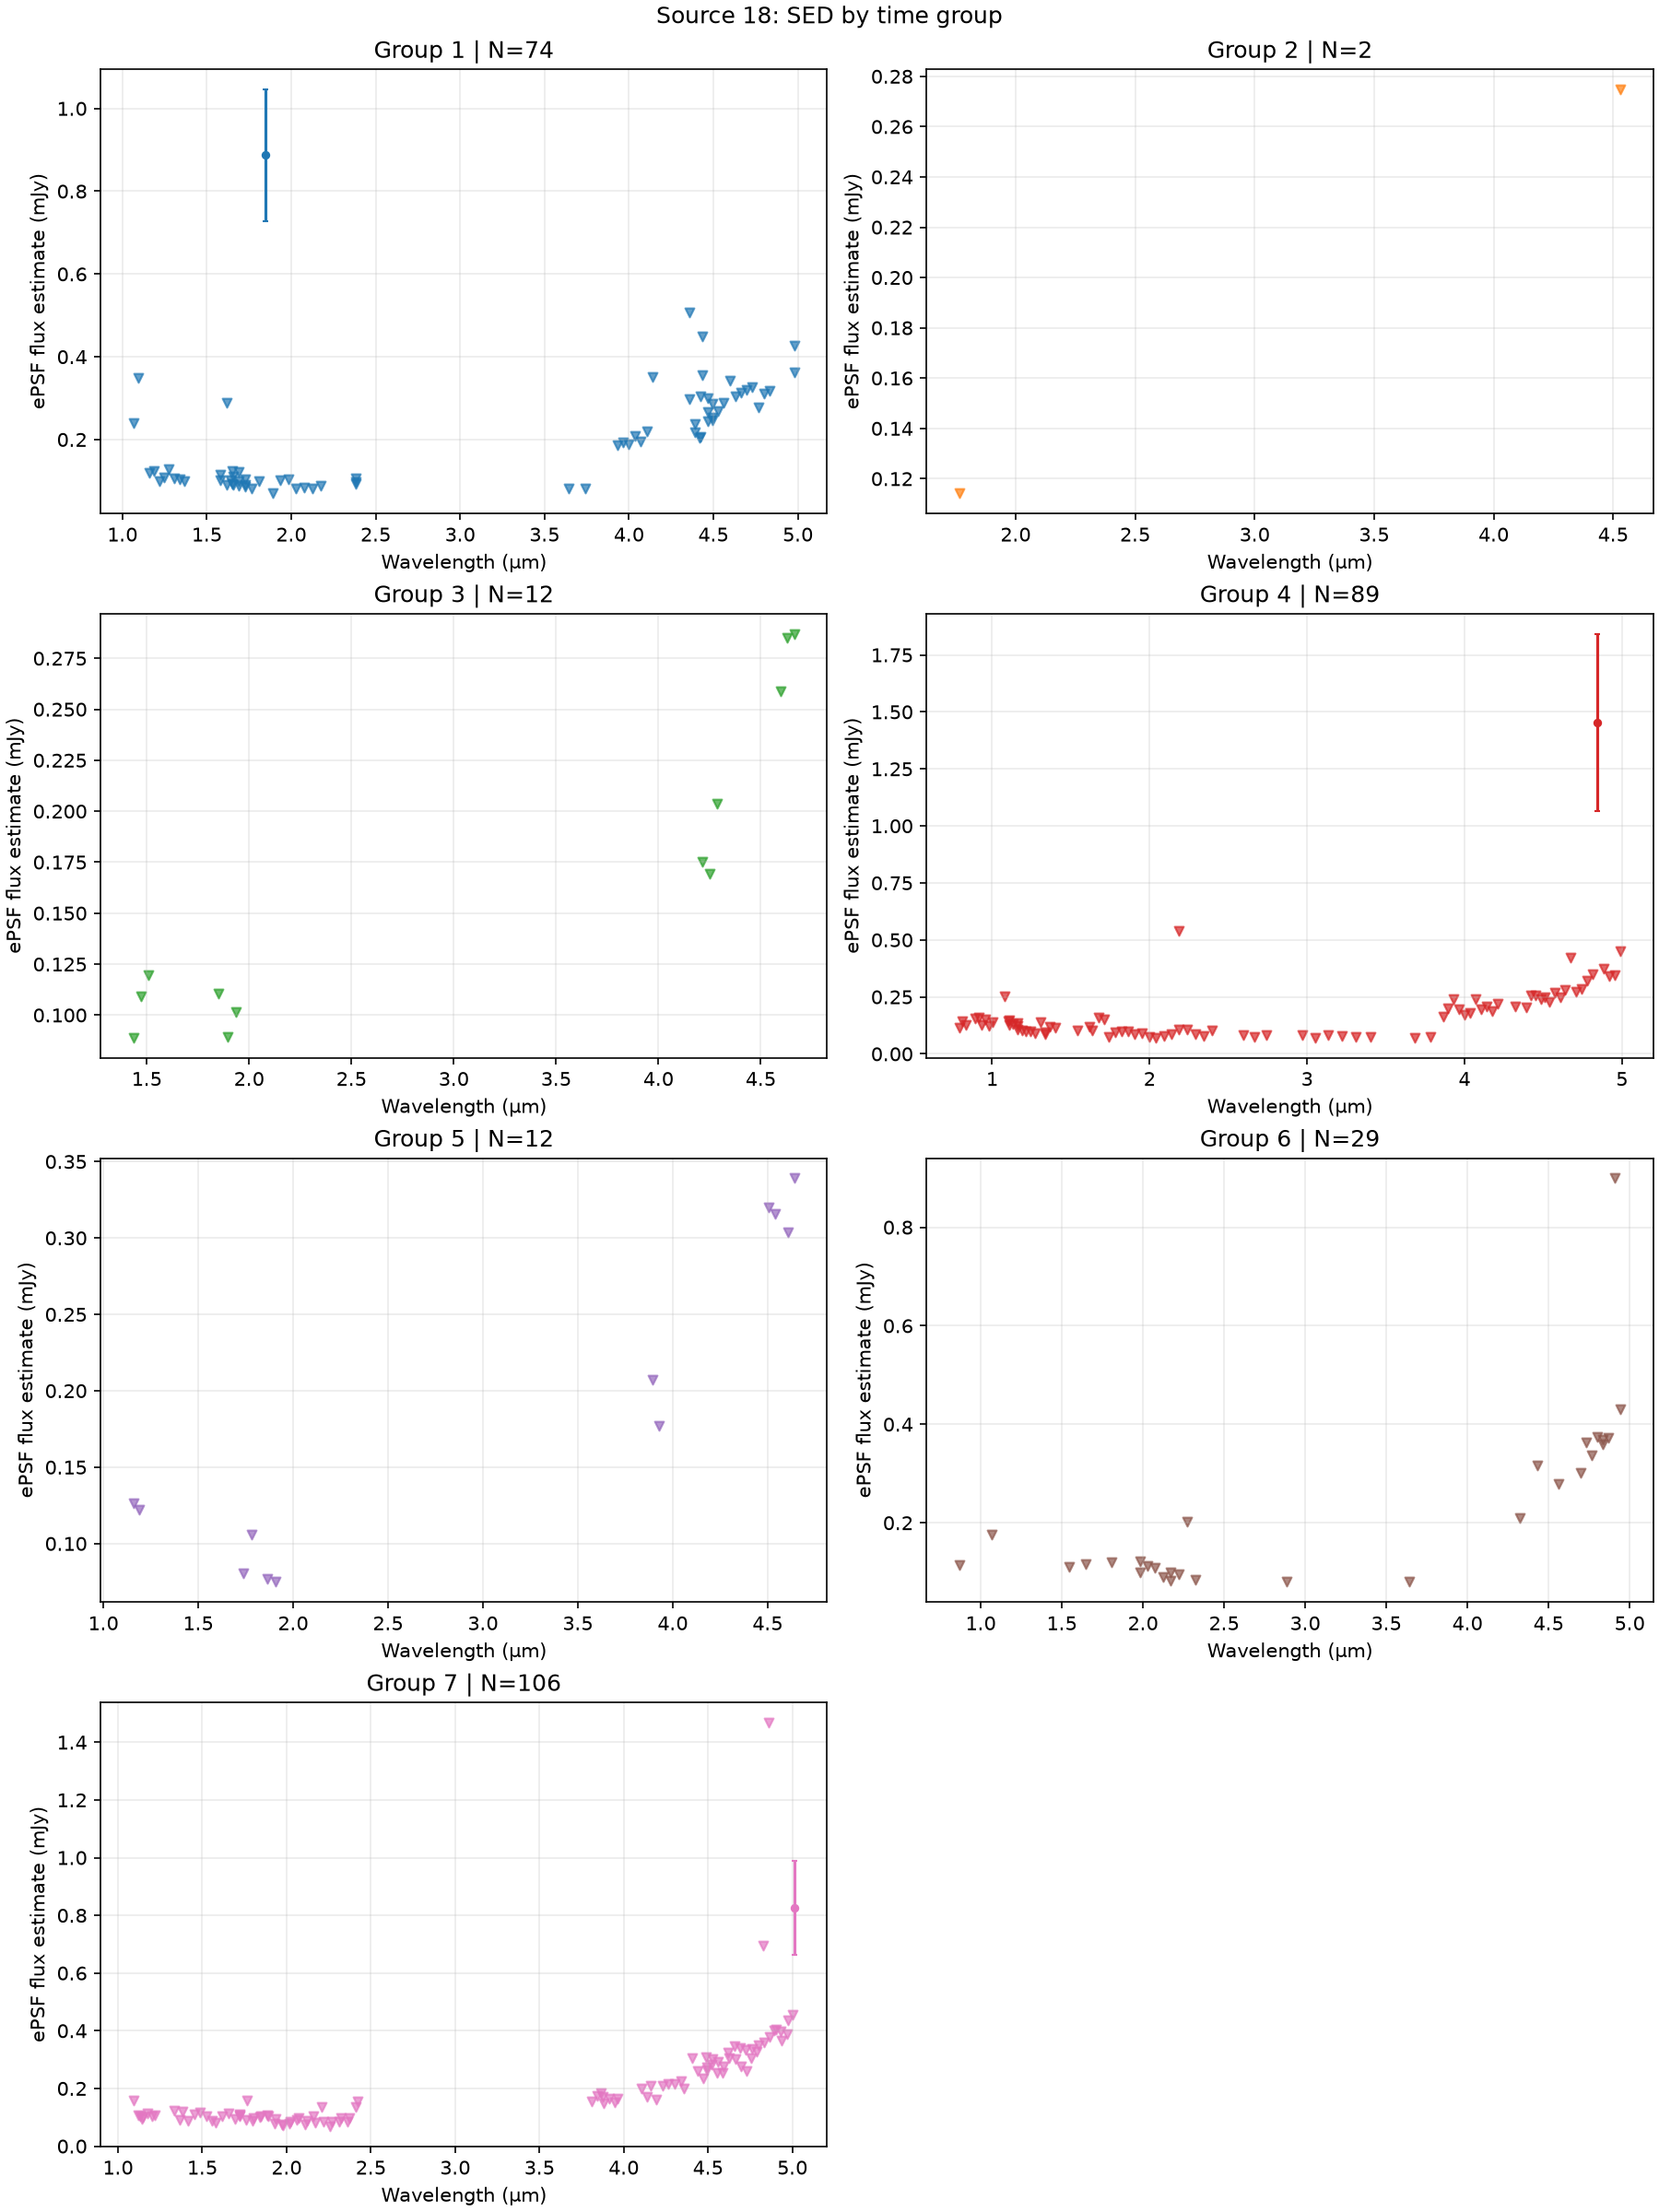 Source 18: SED by time group
Group 1 | N=74
ePSF flux estimate (mJy)
1.0
0.8
0.6
0.4
0.2
1.0 1.5 2.0 2.5 3.0 3.5 4.0 4.5 5.0
Wavelength (μm)
Group 2 | N=2
ePSF flux estimate (mJy)
0.28
0.26
0.24
0.22
0.20
0.18
0.16
0.14
0.12
2.0 2.5 3.0 3.5 4.0 4.5
Wavelength (μm)
Group 3 | N=12
ePSF flux estimate (mJy)
0.275
0.250
0.225
0.200
0.175
0.150
0.125
0.100
1.5 2.0 2.5 3.0 3.5 4.0 4.5
Wavelength (μm)
Group 4 | N=89
ePSF flux estimate (mJy)
1.75
1.50
1.25
1.00
0.75
0.50
0.25
0.00
1 2 3 4 5
Wavelength (μm)
Group 5 | N=12
ePSF flux estimate (mJy)
0.35
0.30
0.25
0.20
0.15
0.10
1.0 1.5 2.0 2.5 3.0 3.5 4.0 4.5
Wavelength (μm)
Group 6 | N=29
ePSF flux estimate (mJy)
0.8
0.6
0.4
0.2
1.0 1.5 2.0 2.5 3.0 3.5 4.0 4.5 5.0
Wavelength (μm)
Group 7 | N=106
ePSF flux estimate (mJy)
1.4
1.2
1.0
0.8
0.6
0.4
0.2
0.0
1.0 1.5 2.0 2.5 3.0 3.5 4.0 4.5 5.0
Wavelength (μm)